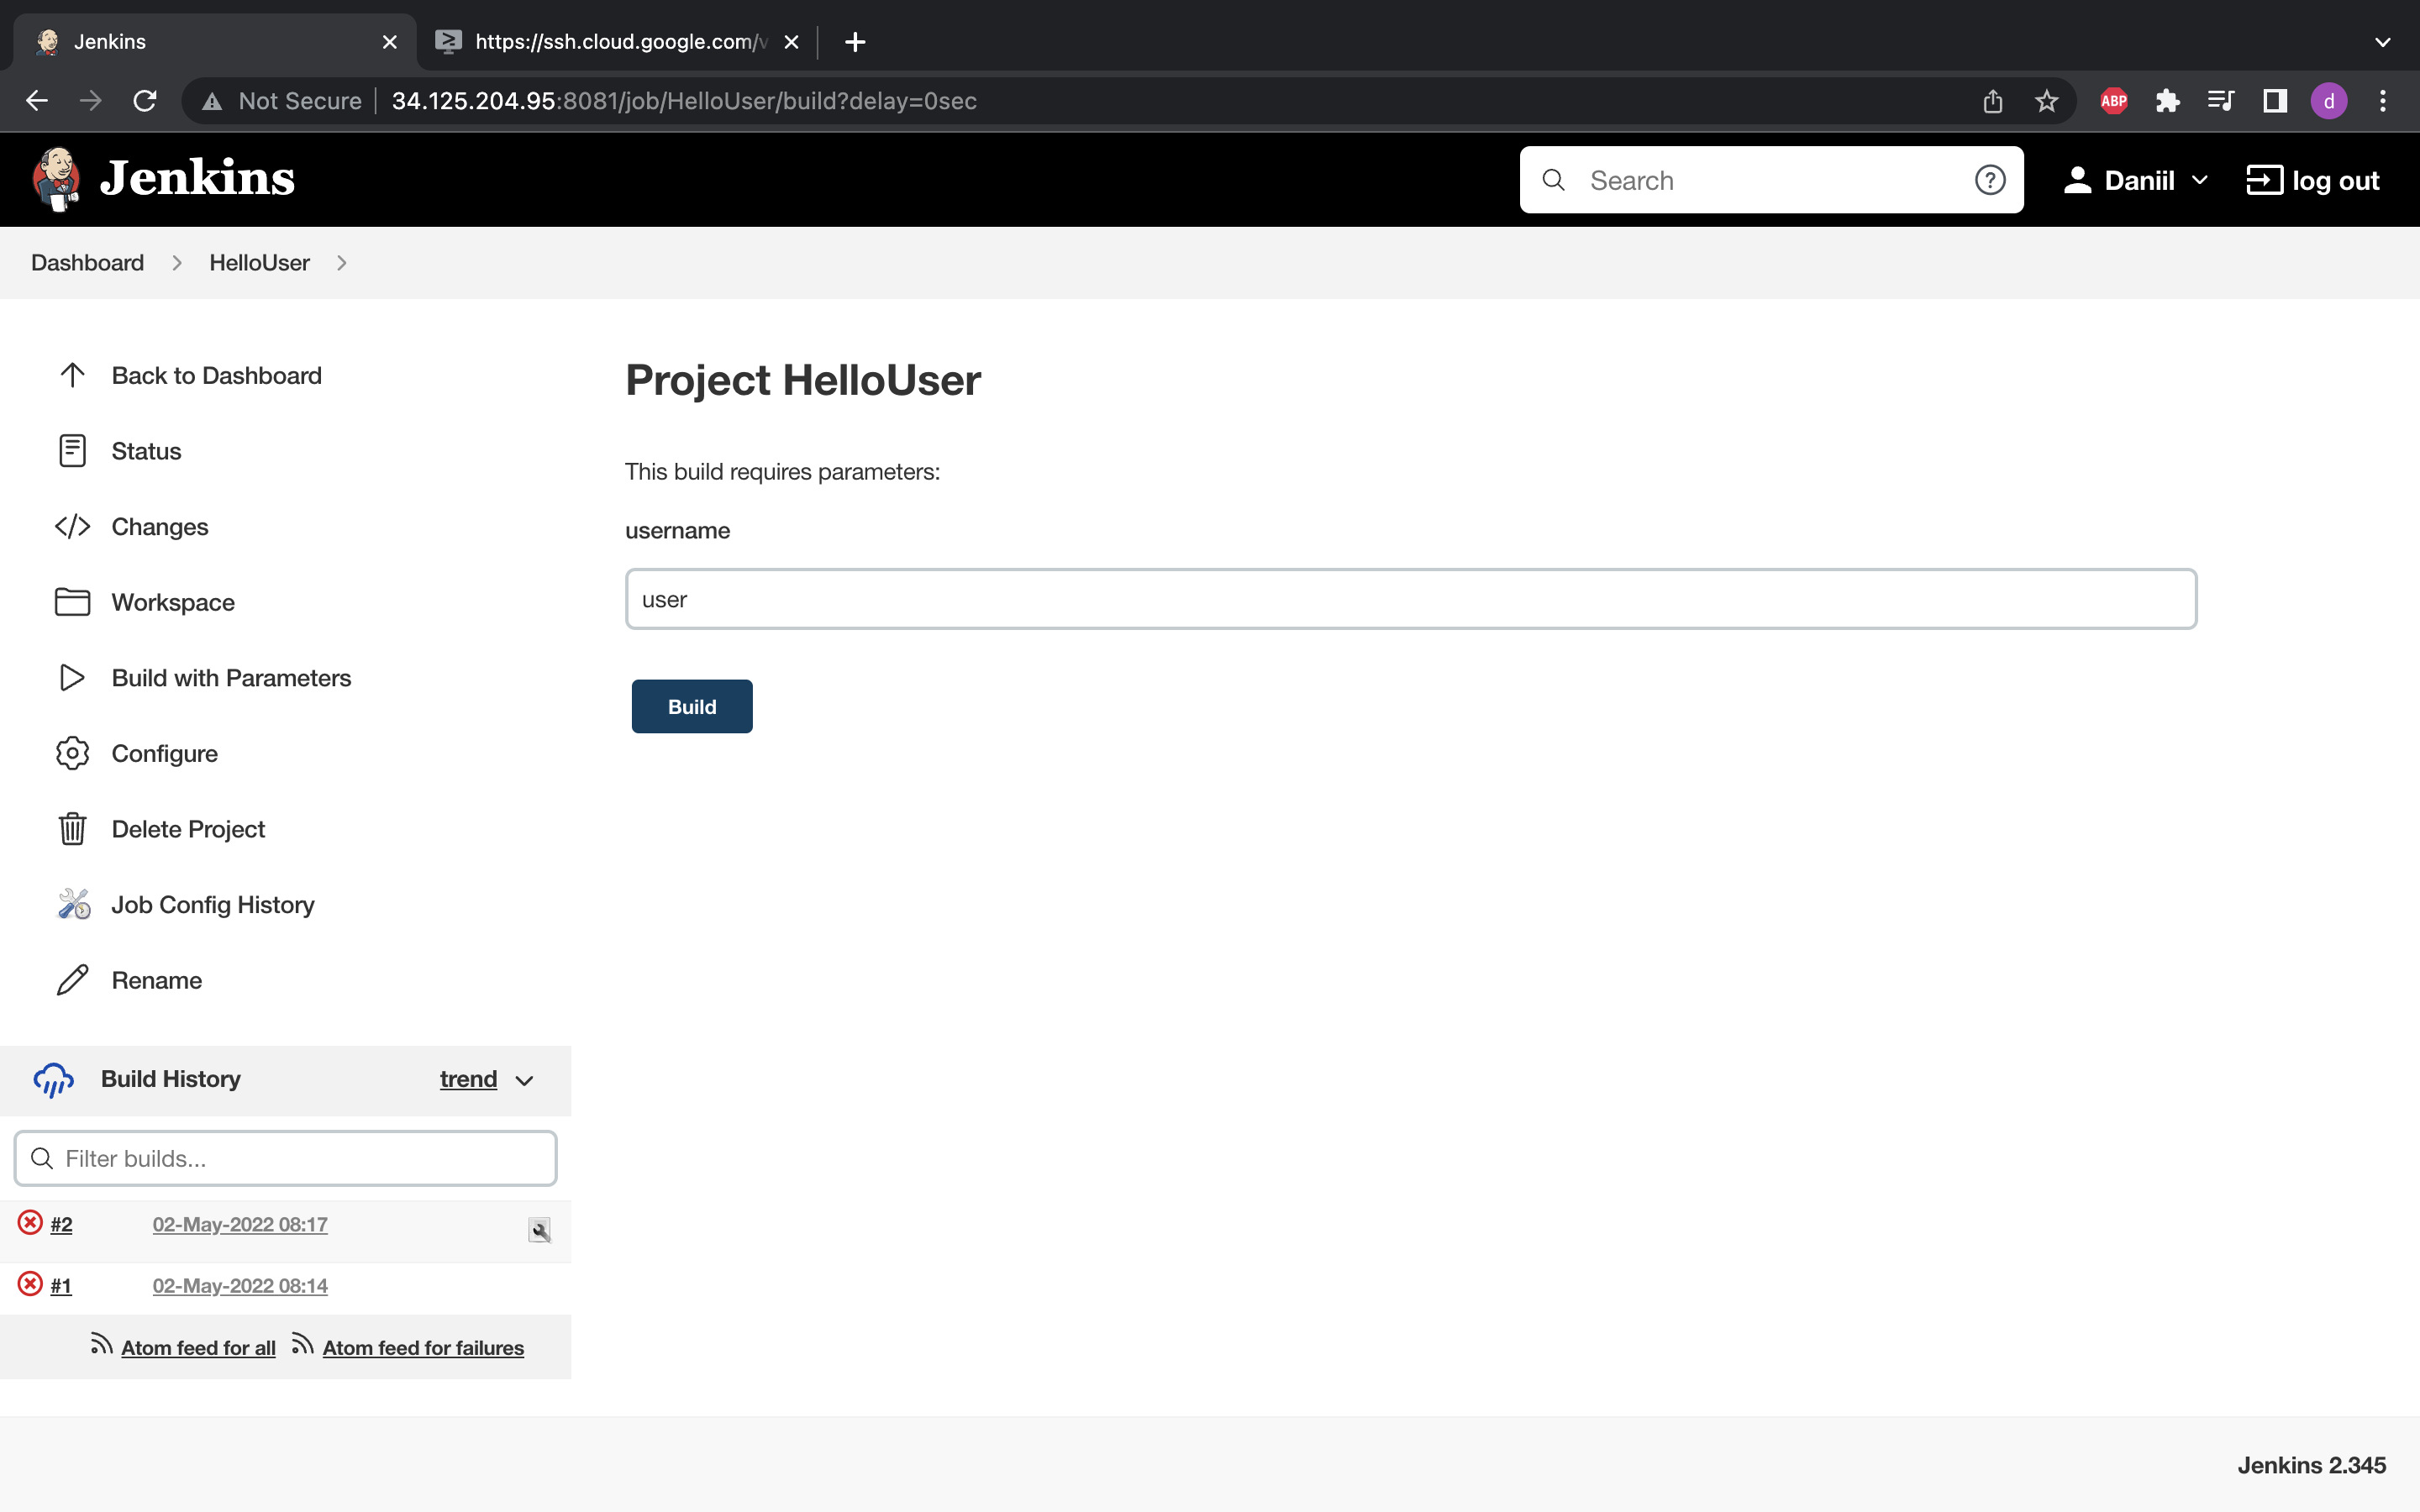 Jenkins
https://ssh.cloud.google.com/v
Not Secure
34.125.204.95:8081/job/HelloUser/build?delay=0sec
ABP
d
Jenkins
Search
?
Daniil
log out
Dashboard
HelloUser
Back to Dashboard
Status
Changes
Workspace
Build with Parameters
Configure
Delete Project
Job Config History
Rename
Project HelloUser
This build requires parameters:
username
user
Build
Build History
trend
Filter builds...
#2 02-May-2022 08:17
#1 02-May-2022 08:14
Atom feed for all Atom feed for failures
Jenkins 2.345